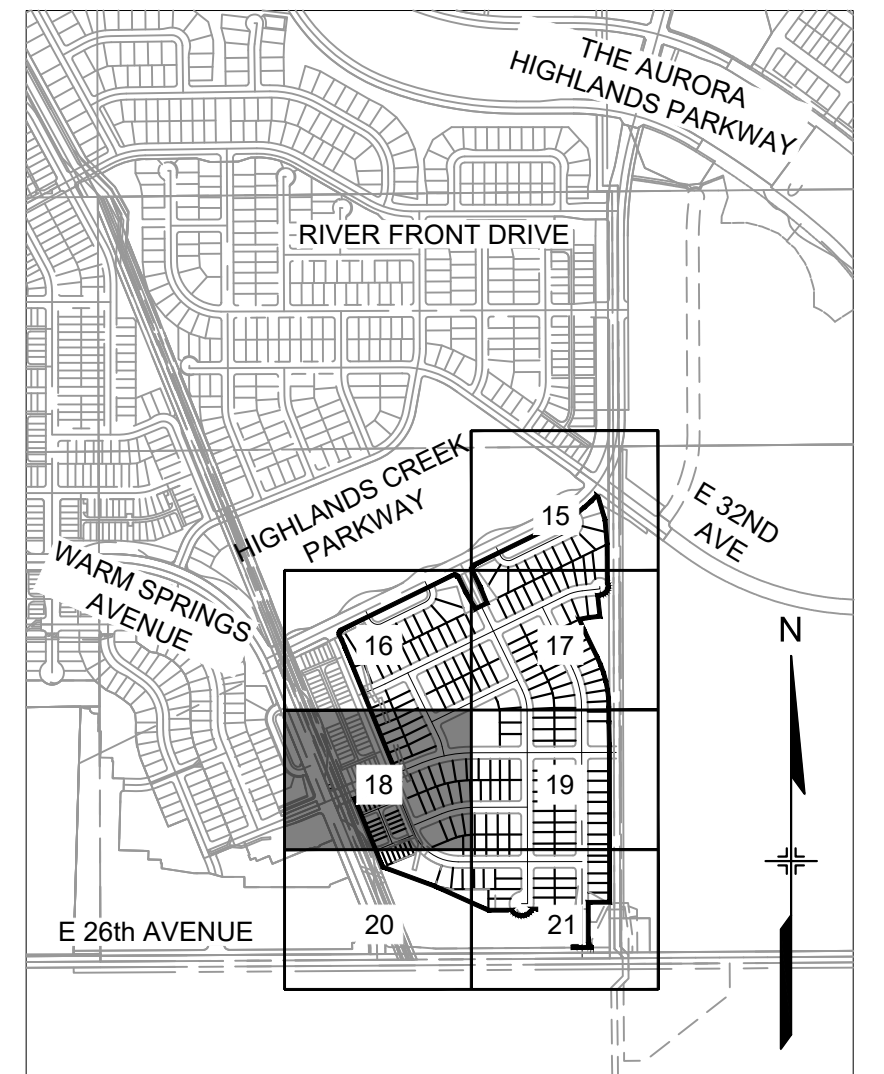 THE AURORA
HIGHLANDS PARKWAY
RIVER FRONT DRIVE
HIGHLANDS CREEK
PARKWAY
15
E 32ND
AVE
WARM SPRINGS
AVENUE
N
16
17
18
19
E 26th AVENUE
20
21